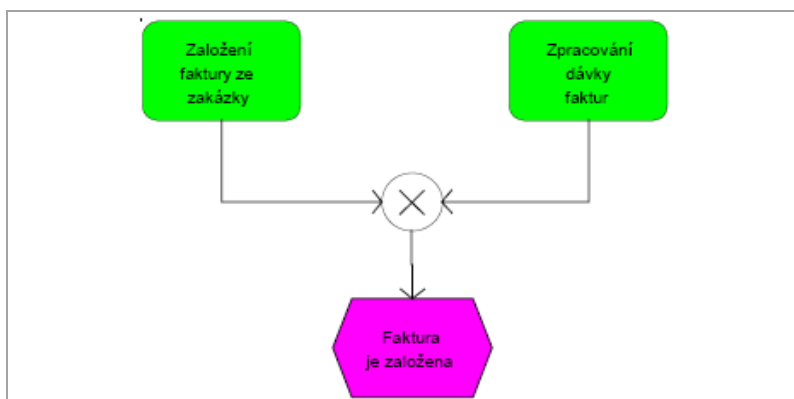 Založení
faktury ze
zakázky
Zpracování
dávky
faktur
Faktura
je založena